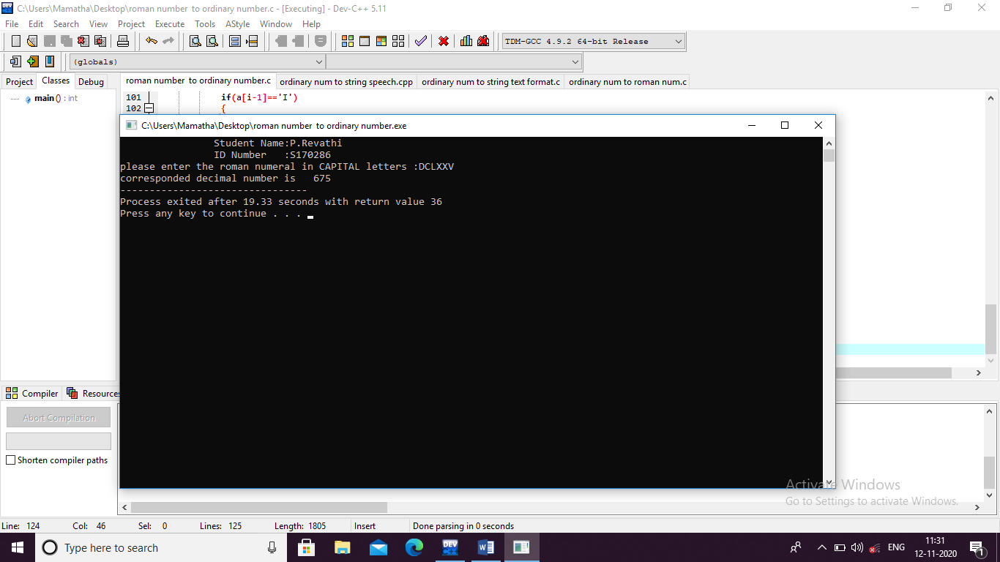 C:\Users\Mamatha\Desktop\roman number  to ordinary number.c - [Executing] - Dev-C++ 5.11
File Edit Search View Project Execute Tools AStyle Window Help
TDM-GCC 4.9.2 64-bit Release
(globals)
Project Classes Debug
roman number  to ordinary number.c ordinary num to string speech.cpp ordinary num to string text format.c ordinary num to roman num.c
main () : int
101 if(a[i-1]=='I')
102 {
C:\Users\Mamatha\Desktop\roman number  to ordinary number.exe
Student Name:P.Revathi
ID Number   :S170286
please enter the roman numeral in CAPITAL letters :DCLXXV
corresponded decimal number is   675
--------------------------------
Process exited after 19.33 seconds with return value 36
Press any key to continue . . .
Compiler Resources
Abort Compilation
Shorten compiler paths
Activate Windows
Go to Settings to activate Windows.
Line: 124 Col: 46 Sel: 0 Lines: 125 Length: 1805 Insert Done parsing in 0 seconds
Type here to search
DEV
ENG
11:31
12-11-2020
1